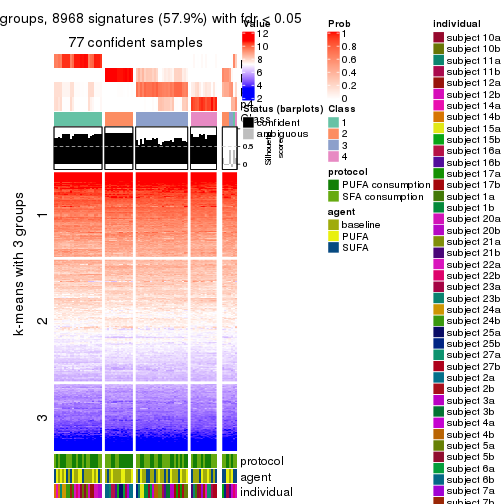 groups, 8968 signatures (57.9%) with fdr < 0.05
77 confident samples
k-means with 3 groups
1
2
3
p4
Class
protocol
agent
individual
Value
12
10
8
6
4
2
Status (barplots)
confident
ambiguous
0.5
0
Silhouette
score
Prob
1
0.8
0.6
0.4
0.2
0
Class
1
2
3
4
protocol
PUFA consumption
SFA consumption
agent
baseline
PUFA
SUFA
individual
subject 10a
subject 10b
subject 11a
subject 11b
subject 12a
subject 12b
subject 14a
subject 14b
subject 15a
subject 15b
subject 16a
subject 16b
subject 17a
subject 17b
subject 1a
subject 1b
subject 20a
subject 20b
subject 21a
subject 21b
subject 22a
subject 22b
subject 23a
subject 23b
subject 24a
subject 24b
subject 25a
subject 25b
subject 27a
subject 27b
subject 2a
subject 2b
subject 3a
subject 3b
subject 4a
subject 4b
subject 5a
subject 5b
subject 6a
subject 6b
subject 7a
subject 7b